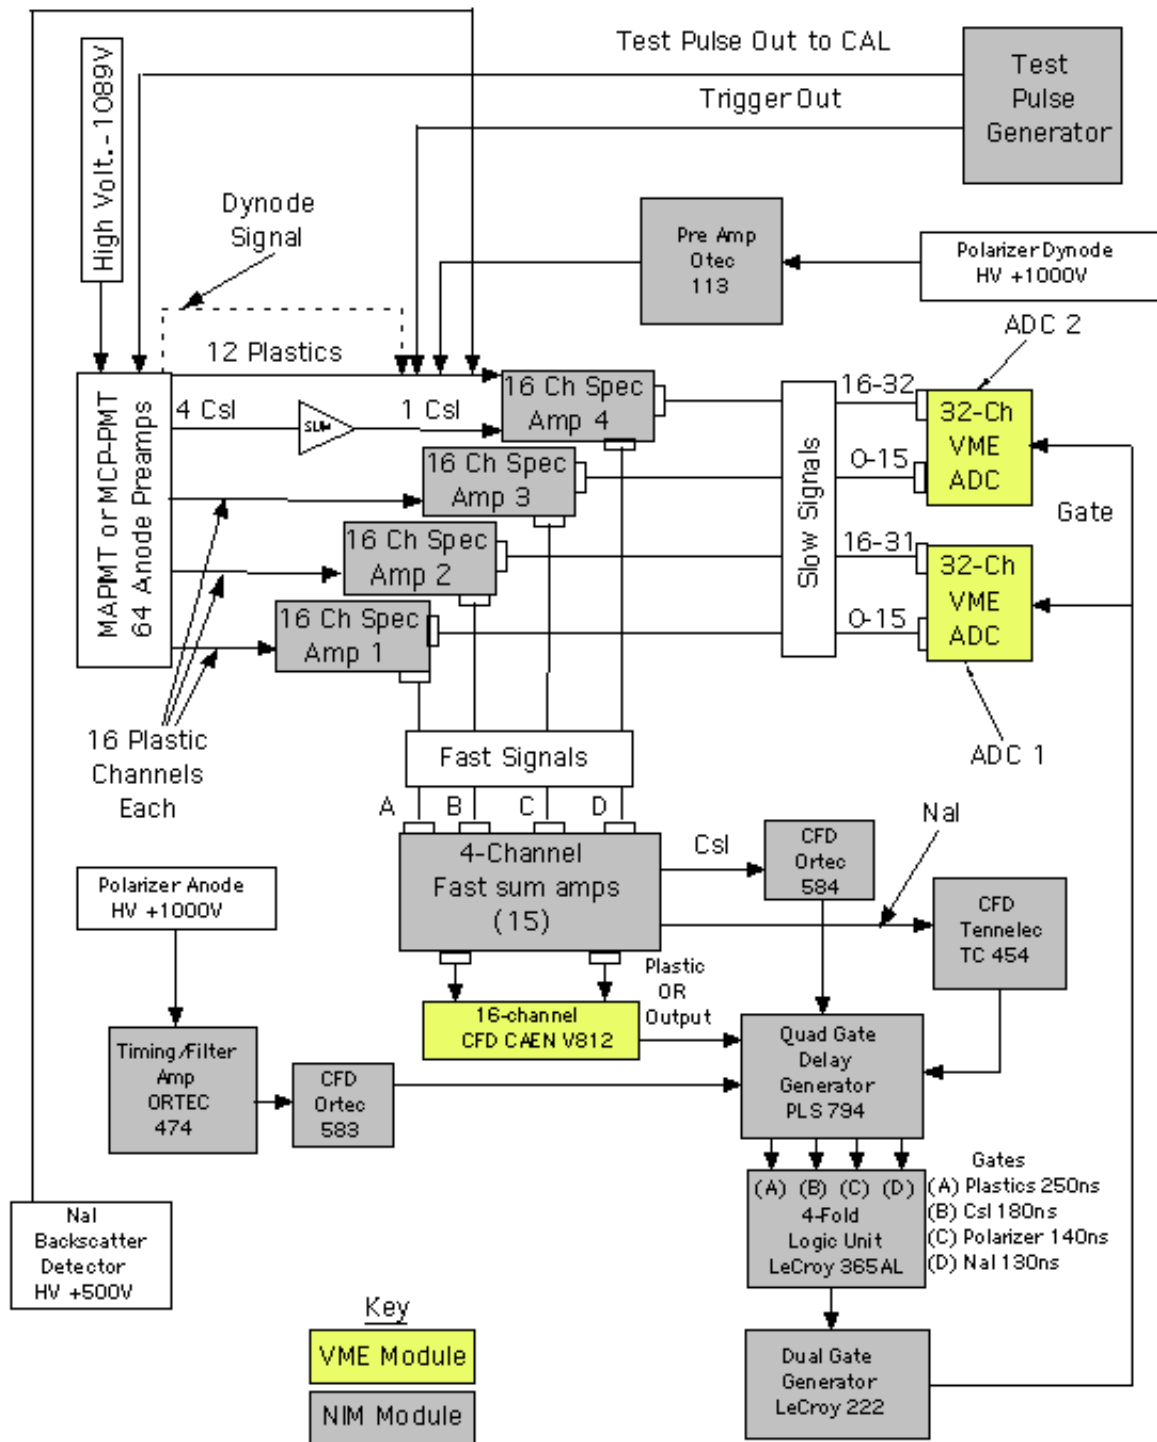 Test Pulse Out to CAL
Trigger Out
Test
Pulse
Generator
High Volt. - 1089V
Dynode
Signal
Pre Amp
Otec
113
Polarizer Dynode
HV +1000V
ADC 2
12 Plastics
4 CsI
SUM
1 CsI
16 Ch Spec
Amp 4
16 Ch Spec
Amp 3
16 Ch Spec
Amp 2
16 Ch Spec
Amp 1
MAPMT or MCP-PMT
64 Anode Preamps
Slow Signals
16-32
0-15
16-31
0-15
32-Ch
VME
ADC
32-Ch
VME
ADC
Gate
ADC 1
16 Plastic
Channels
Each
Fast Signals
A B C D
4-Channel
Fast sum amps
(15)
CsI
CFD
Ortec
584
NaI
CFD
Tennelec
TC 454
Polarizer Anode
HV +1000V
Plastic
OR
Output
16-channel
CFD CAEN V812
Timing/Filter
Amp
ORTEC
474
CFD
Ortec
583
Quad Gate
Delay
Generator
PLS 794
(A) (B) (C) (D)
4-Fold
Logic Unit
LeCroy 365AL
Gates
(A) Plastics 250ns
(B) CsI 180ns
(C) Polarizer 140ns
(D) NaI 130ns
NaI
Backscatter
Detector
HV +500V
Key
VME Module
NIM Module
Dual Gate
Generator
LeCroy 222